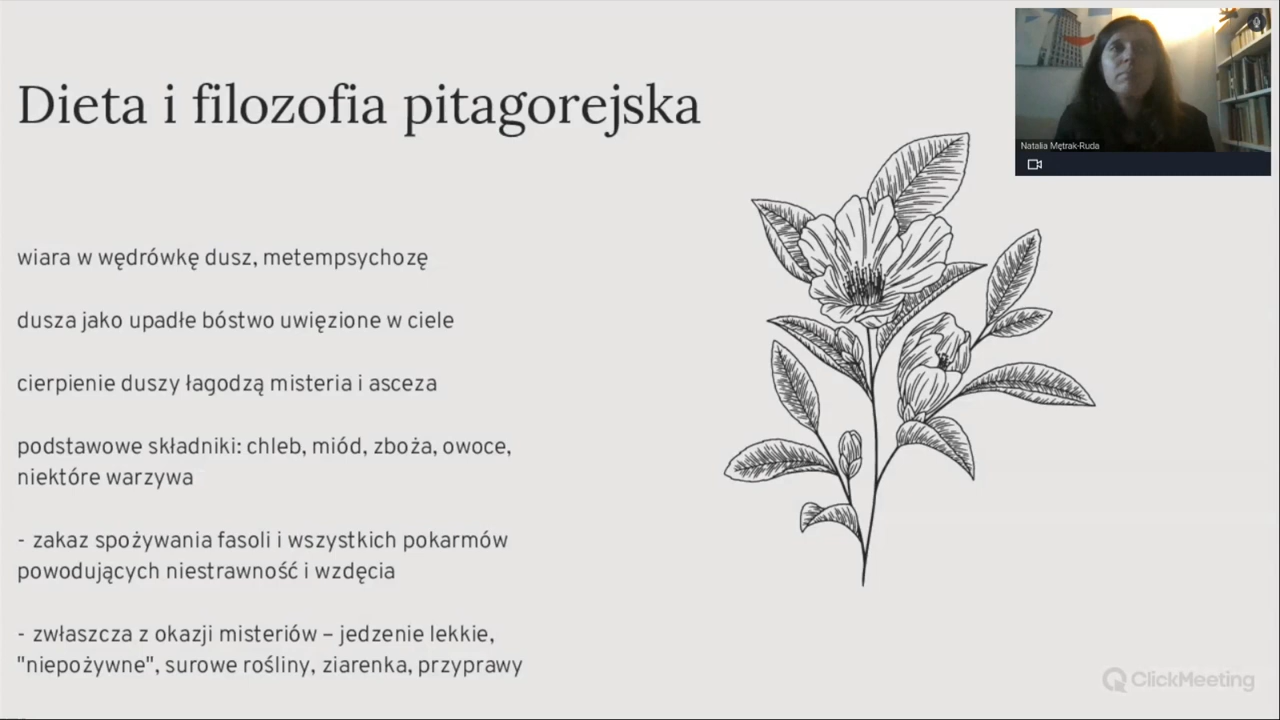 Dieta i filozofia pitagorejska
Natalia Mętrak-Ruda
wiara w wędrówkę dusz, metempsychozę
dusza jako upadłe bóstwo uwięzione w ciele
cierpienie duszy łagodzą misteria i asceza
podstawowe składniki: chleb, miód, zboża, owoce,
niektóre warzywa
- zakaz spożywania fasoli i wszystkich pokarmów
powodujących niestrawność i wzdęcia
- zwłaszcza z okazji misteriów – jedzenie lekkie,
"niepożywne", surowe rośliny, ziarenka, przyprawy
ClickMeeting